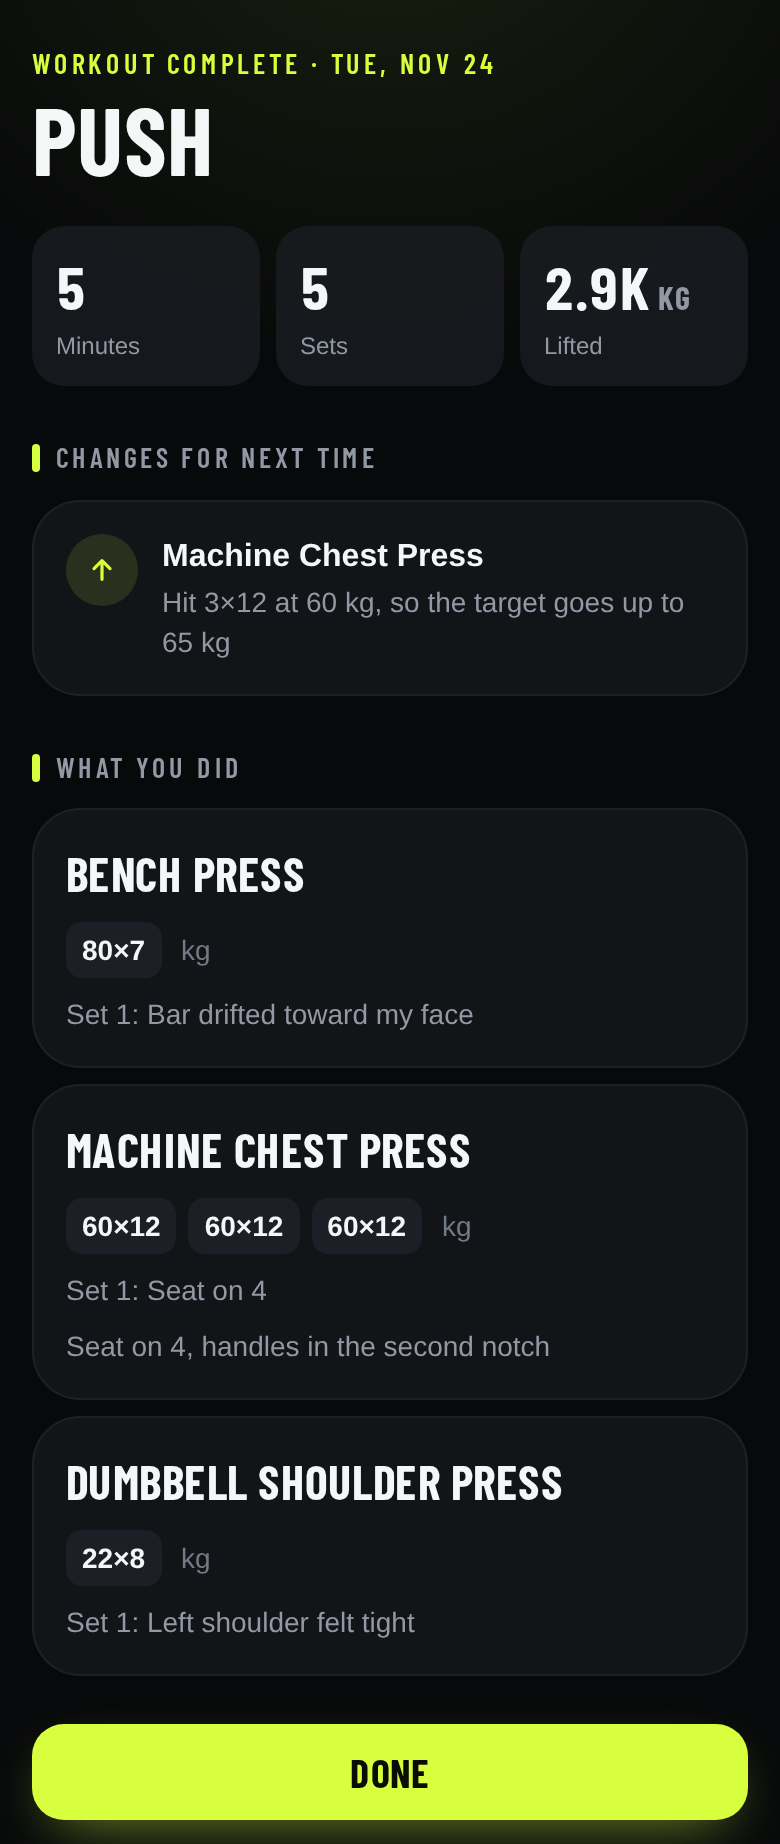 WORKOUT COMPLETE · TUE, NOV 24
PUSH
5
Minutes
5
Sets
2.9K KG
Lifted
CHANGES FOR NEXT TIME
Machine Chest Press
Hit 3×12 at 60 kg, so the target goes up to
65 kg
WHAT YOU DID
BENCH PRESS
80×7 kg
Set 1: Bar drifted toward my face
MACHINE CHEST PRESS
60×12 60×12 60×12 kg
Set 1: Seat on 4
Seat on 4, handles in the second notch
DUMBBELL SHOULDER PRESS
22×8 kg
Set 1: Left shoulder felt tight
DONE